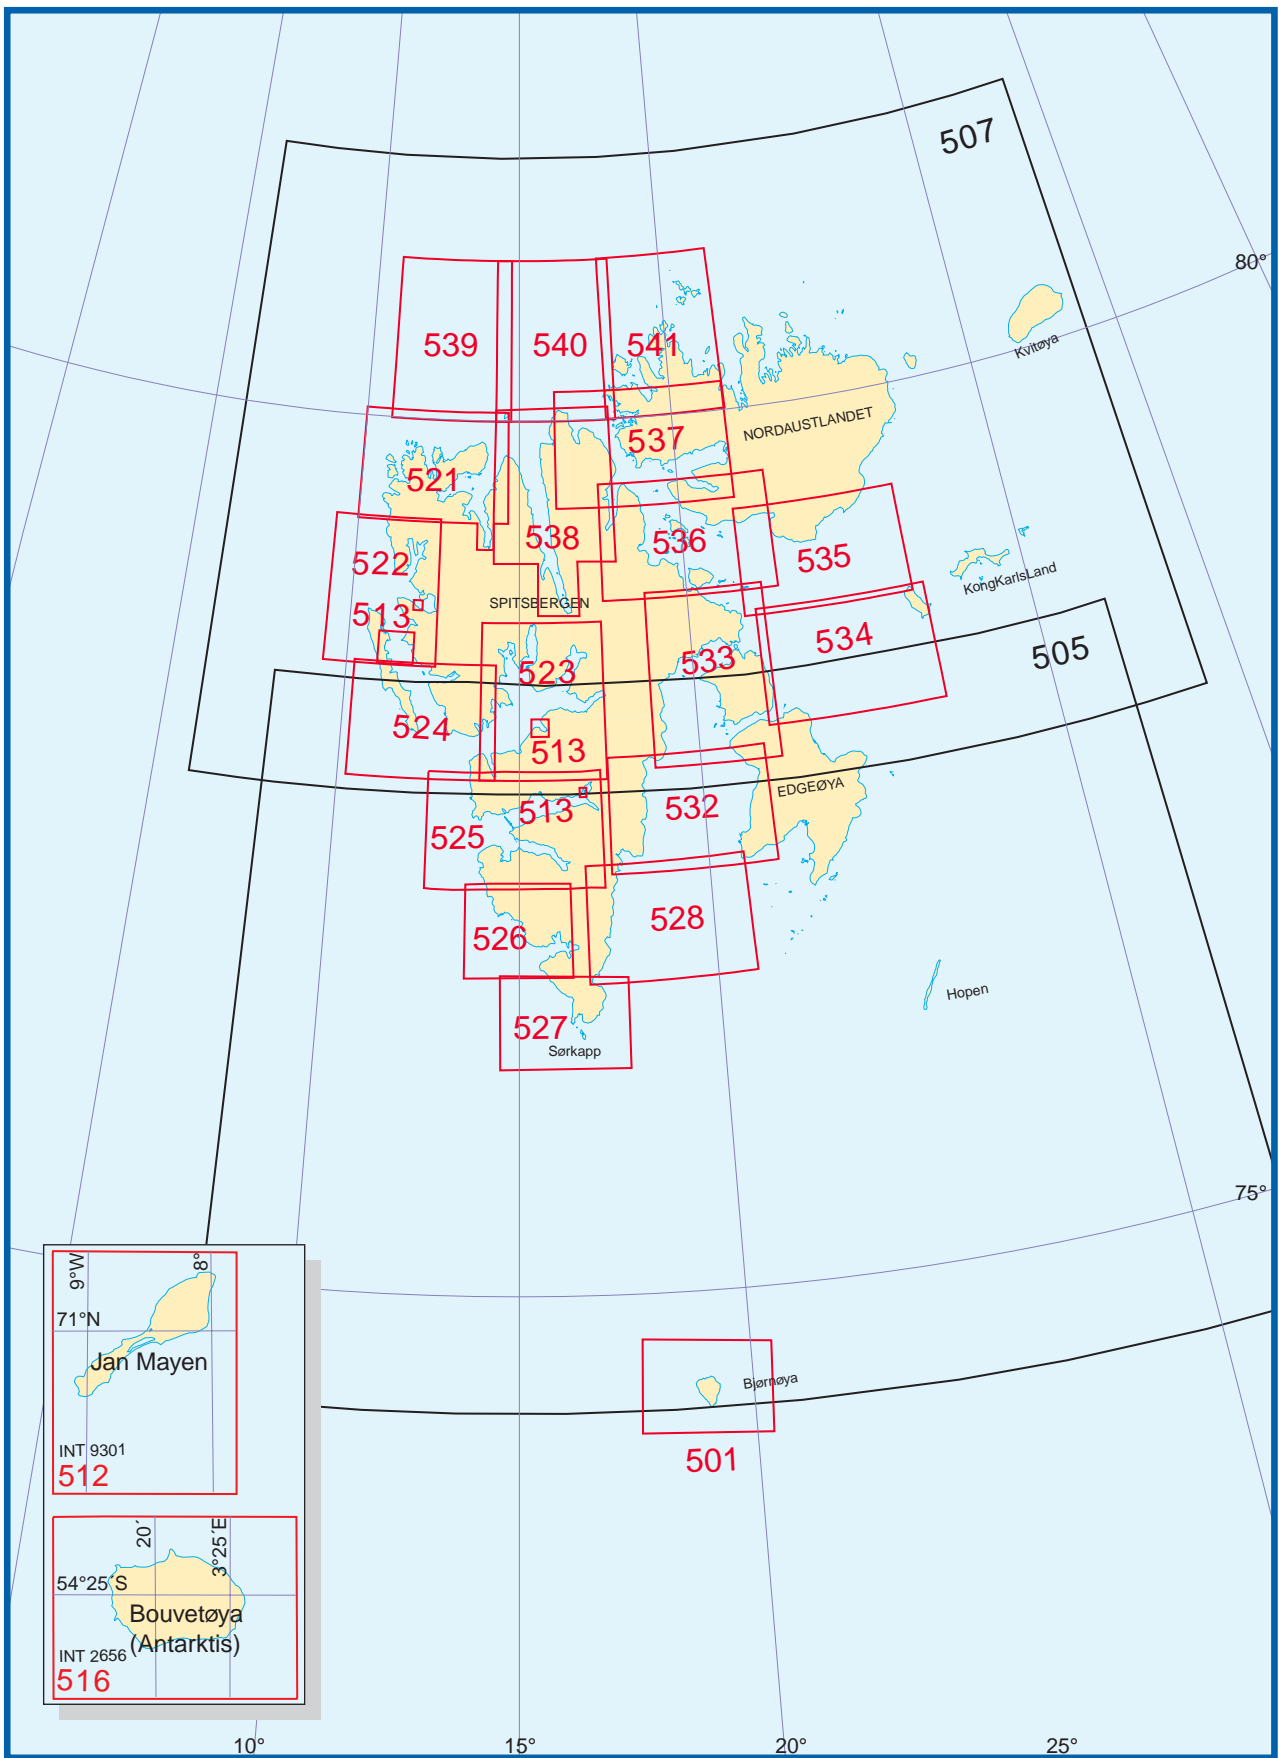 507
80°
Kvitøya
539
540
541
NORDAUSTLANDET
537
521
538
536
535
522
KongKarlsLand
SPITSBERGEN
513
534
505
533
523
524
513
EDGEØYA
532
513
525
528
526
Hopen
527
Sørkapp
75°
9°W
8°
71°N
Jan Mayen
INT 9301
512
Bjørnøya
501
20´
3°25´E
54°25´S
Bouvetøya
(Antarktis)
INT 2656
516
10°
15°
20°
25°